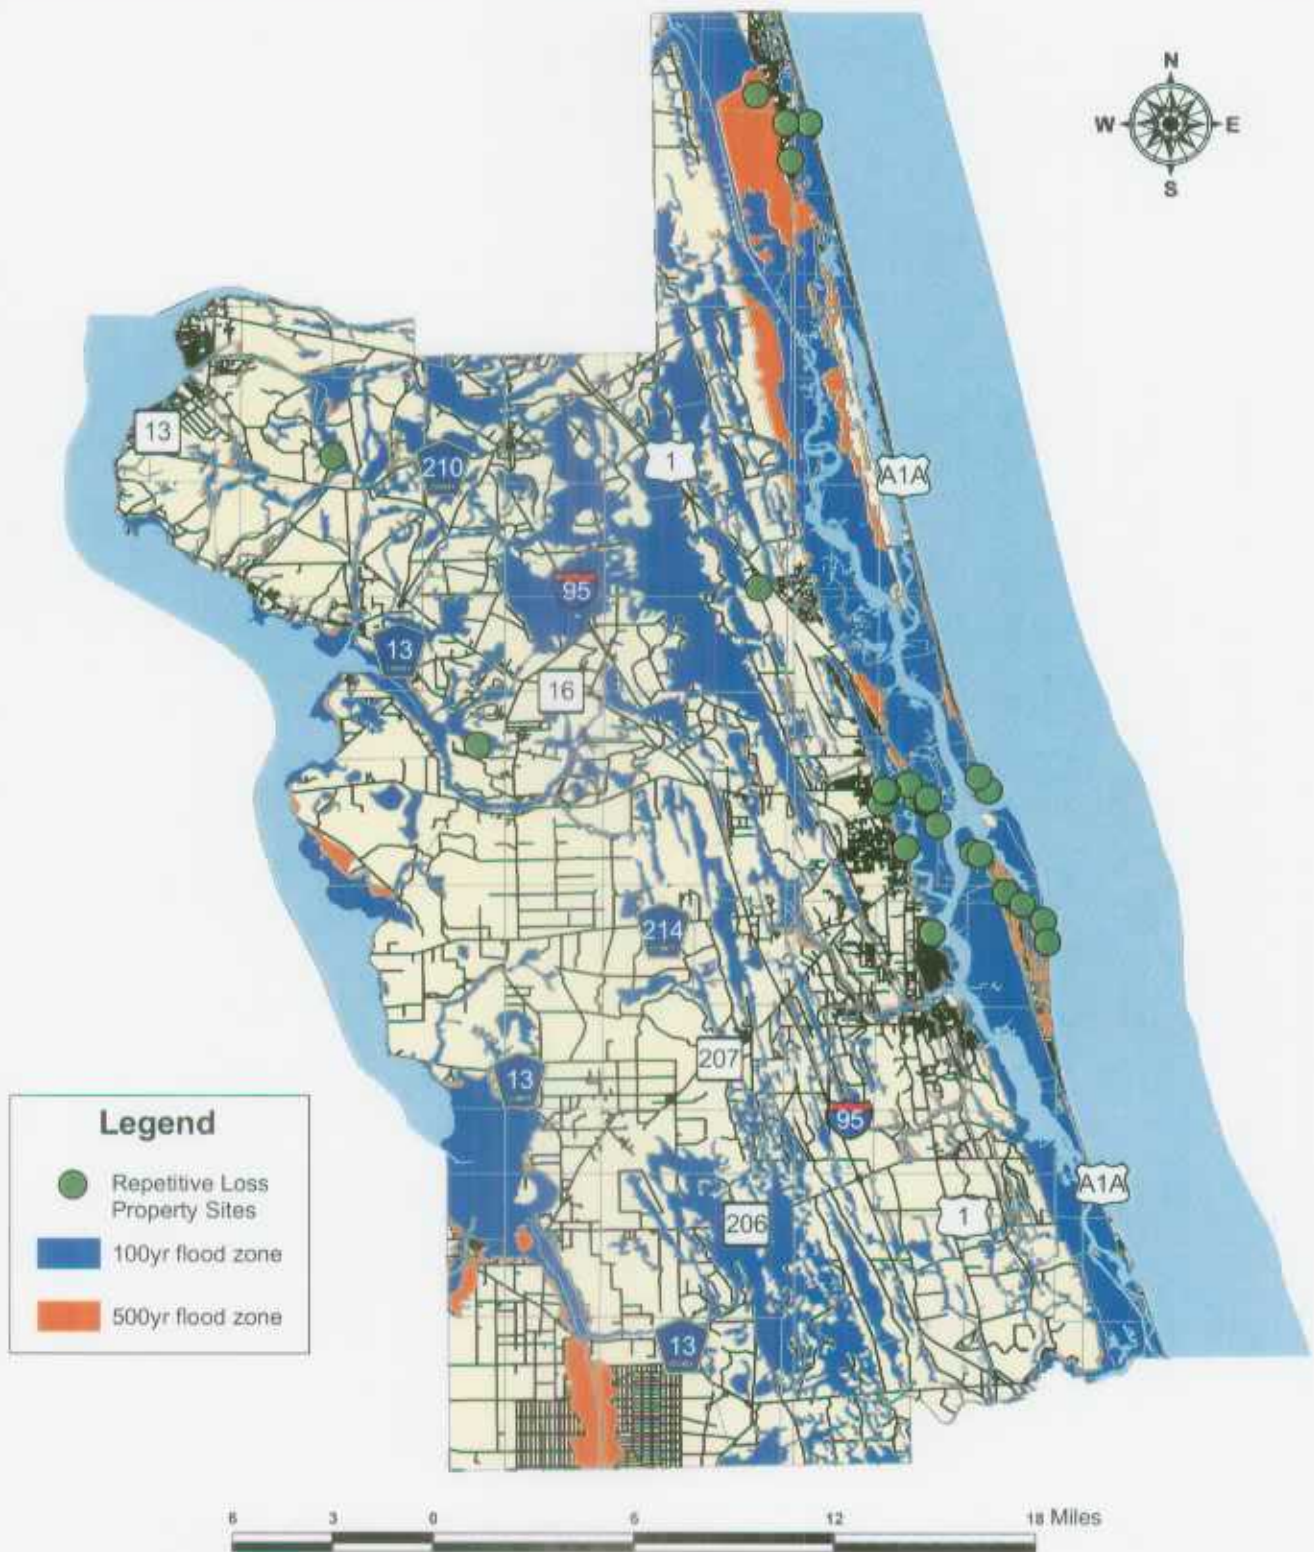 N
W E
S
13
210
1
A1A
95
13
16
214
207
13
95
A1A
206
1
13
Legend
Repetitive Loss
Property Sites
100yr flood zone
500yr flood zone
6 3 0 6 12 18 Miles